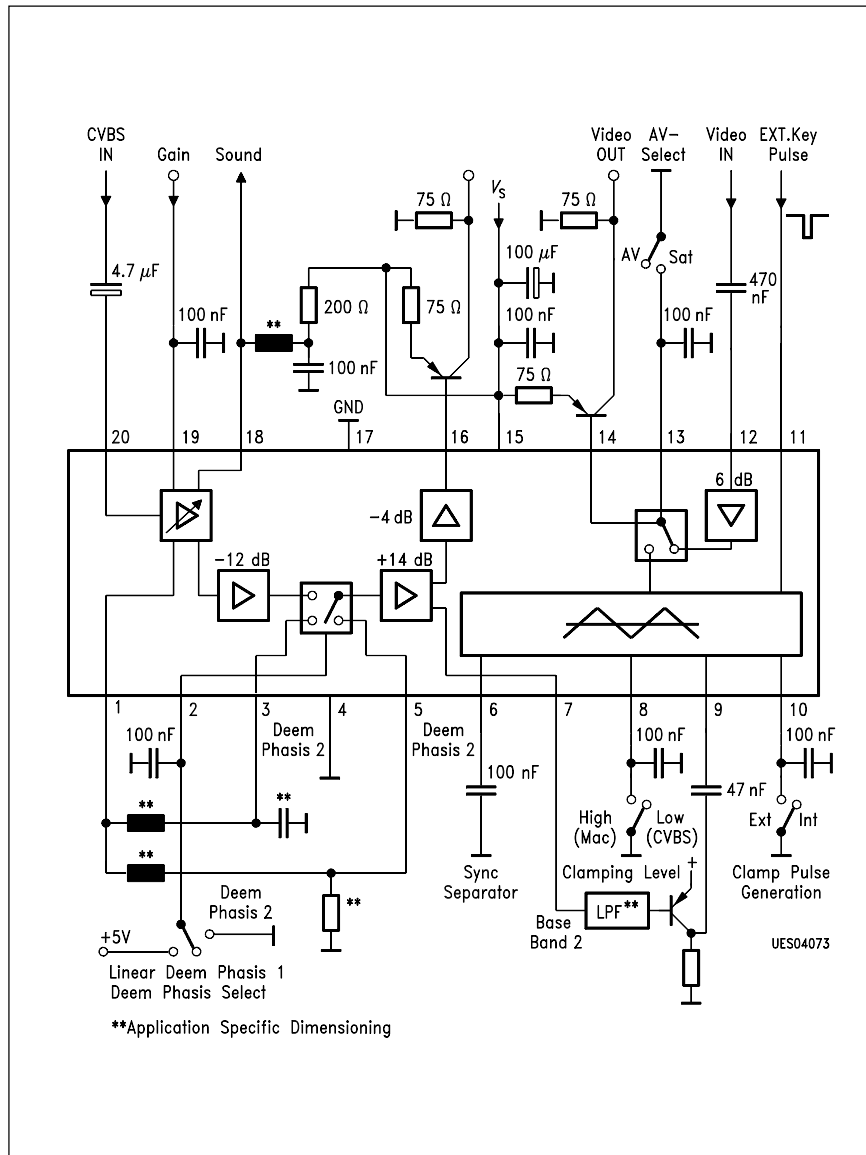 CVBS IN
Gain
Sound
Video OUT
AV-Select
Video IN
EXT.Key Pulse
75 Ω
VS
75 Ω
4.7 µF
100 µF
AV
Sat
470 nF
100 nF
**
200 Ω
75 Ω
100 nF
100 nF
100 nF
75 Ω
GND
20
19
18
17
16
15
14
13
12
11
-4 dB
6 dB
-12 dB
+14 dB
1
2
3
4
5
6
7
8
9
10
Deem Phasis 2
Deem Phasis 2
100 nF
100 nF
100 nF
100 nF
47 nF
**
**
**
**
High (Mac)
Low (CVBS)
Ext
Int
Sync Separator
Clamping Level
+
Clamp Pulse Generation
Deem Phasis 2
Base Band 2
LPF**
UES04073
+5V
Linear Deem Phasis 1
Deem Phasis Select
**Application Specific Dimensioning